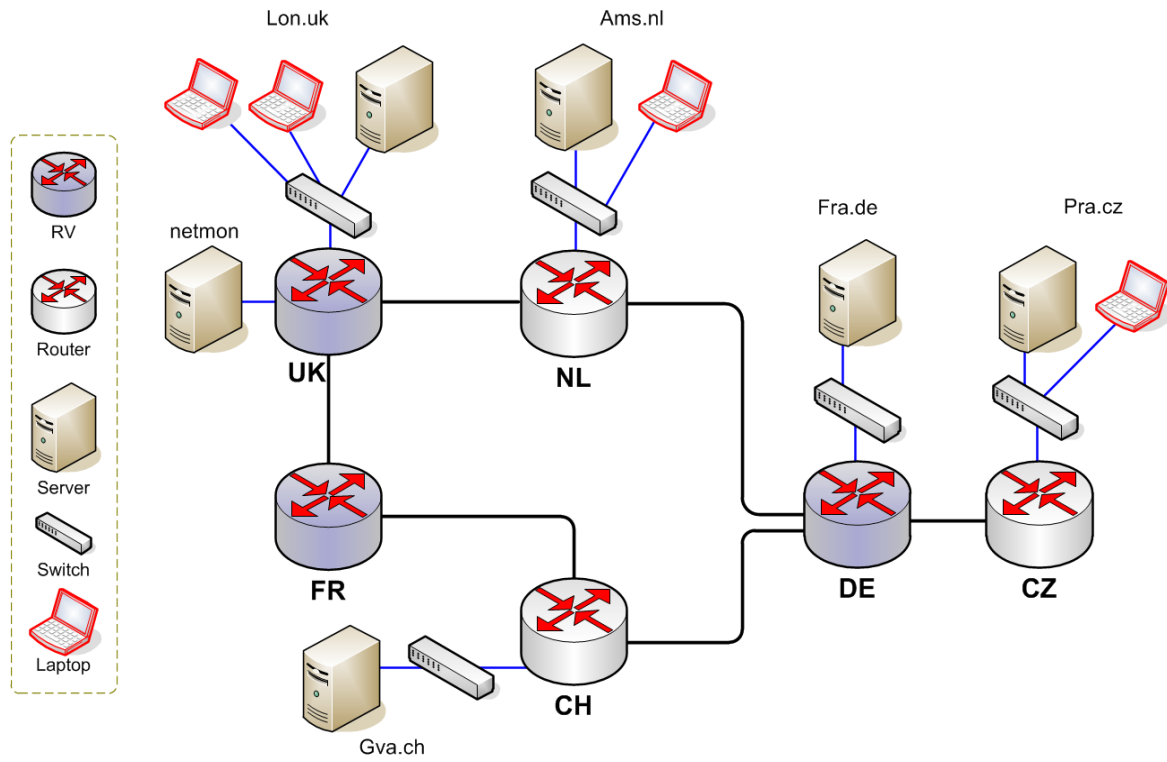 Lon.uk
Ams.nl
RV
netmon
Fra.de
Pra.cz
Router
UK
NL
Server
Switch
FR
DE
CZ
Laptop
CH
Gva.ch